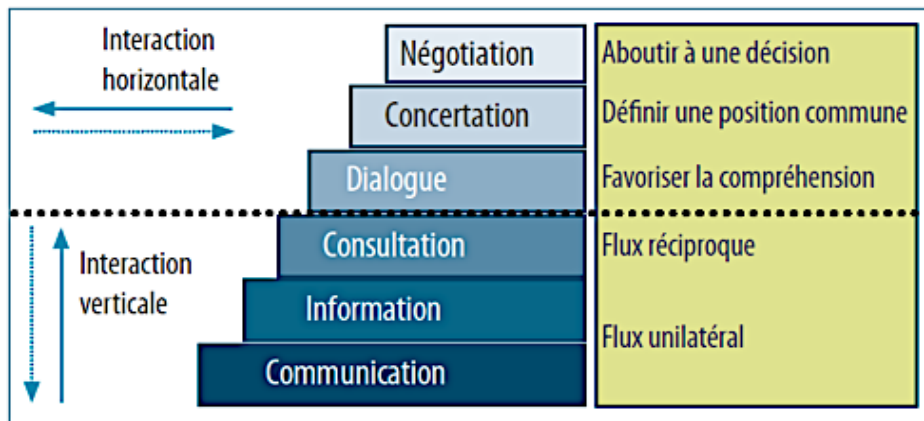 Interaction
horizontale
Négociation
Aboutir à une décision
Concertation
Définir une position commune
Dialogue
Favoriser la compréhension
Interaction
verticale
Consultation
Flux réciproque
Information
Flux unilatéral
Communication